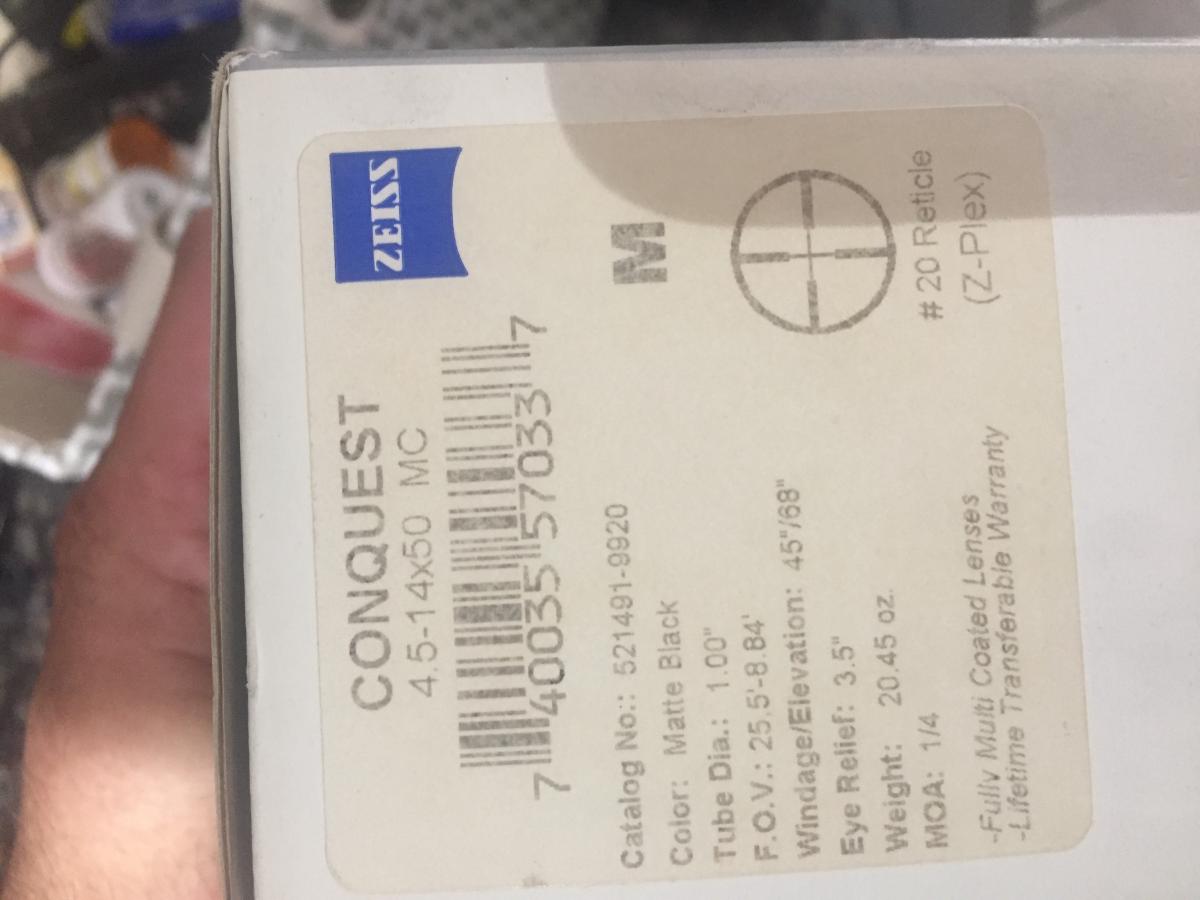 ZEISS
CONQUEST
4.5-14x50 MC
7 40035 57033 7
M
Catalog No.: 521491-9920
Color: Matte Black
Tube Dia.: 1.00"
F.O.V.: 25.5'-8.84'
Windage/Elevation: 45"/68"
Eye Relief: 3.5"
Weight: 20.45 oz.
MOA: 1/4
# 20 Reticle
(Z-Plex)
-Fully Multi Coated Lenses
-Lifetime Transferable Warranty